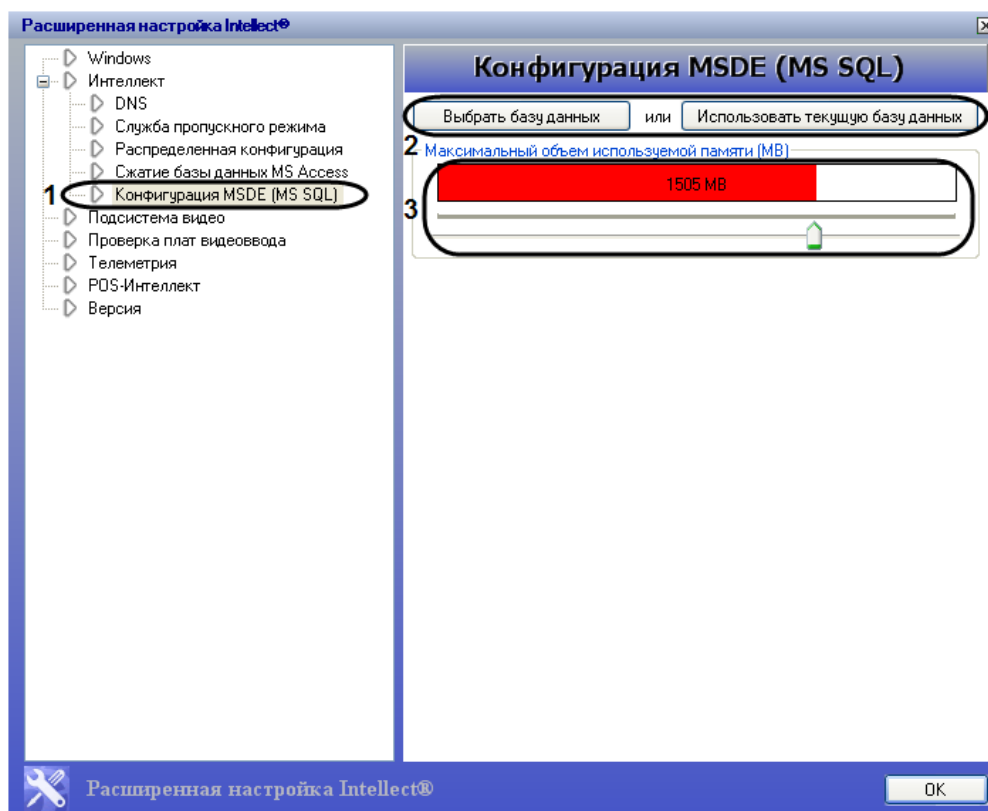 Расширенная настройка Intellect®
Windows
Интеллект
DNS
Служба пропускного режима
Распределенная конфигурация
Сжатие базы данных MS Access
1 Конфигурация MSDE (MS SQL)
Подсистема видео
Проверка плат видеоввода
Телеметрия
POS-Интеллект
Версия
Конфигурация MSDE (MS SQL)
Выбрать базу данных или Использовать текущую базу данных
2 Максимальный объем используемой памяти (MB)
1505 MB
3
Расширенная настройка Intellect®
OK